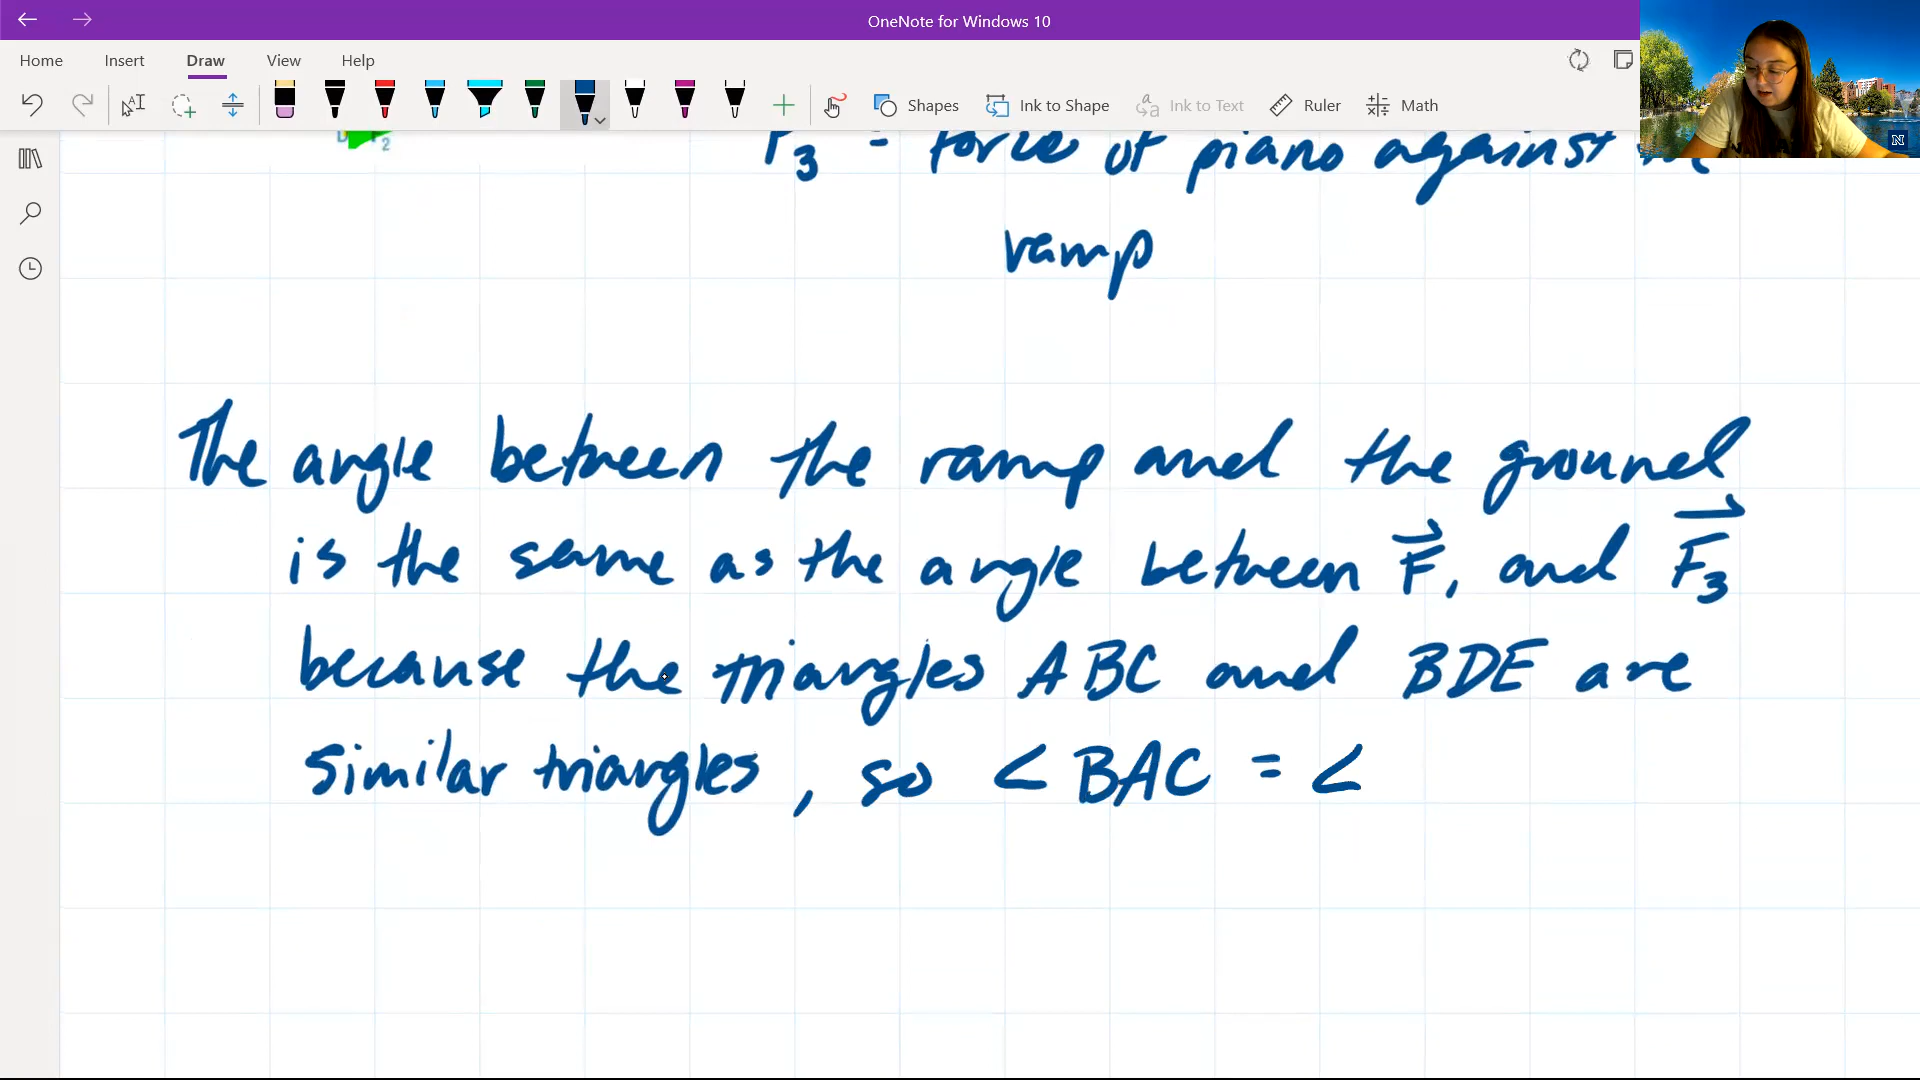 OneNote for Windows 10
Home Insert Draw View Help
Shapes Ink to Shape Ink to Text Ruler Math
F3 = force of piano against
ramp
The angle between the ramp and the ground
is the same as the angle between F, and F3
because the triangles ABC and BDE are
similar triangles, so < BAC = <
N